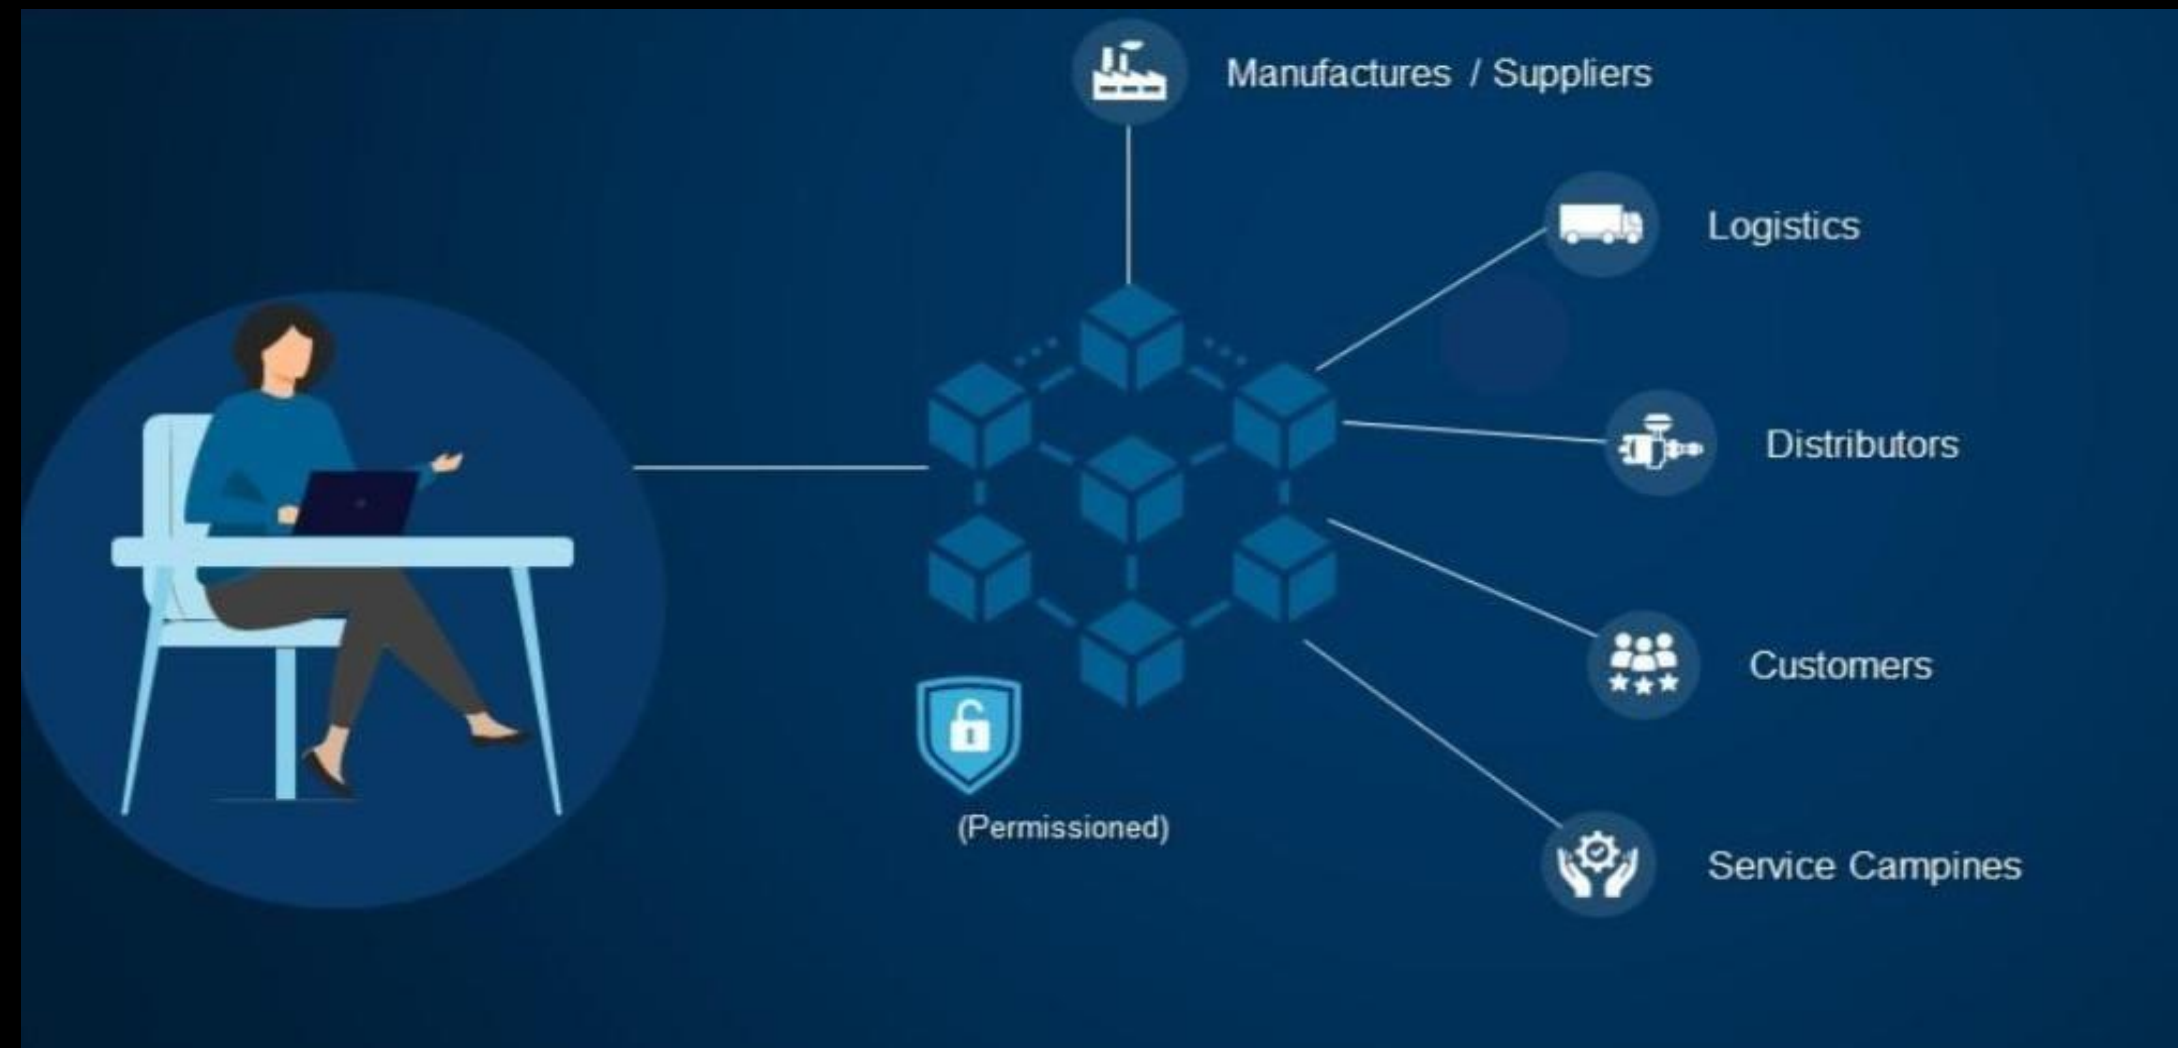 Manufactures / Suppliers
Logistics
Distributors
Customers
(Permissioned)
Service Campines